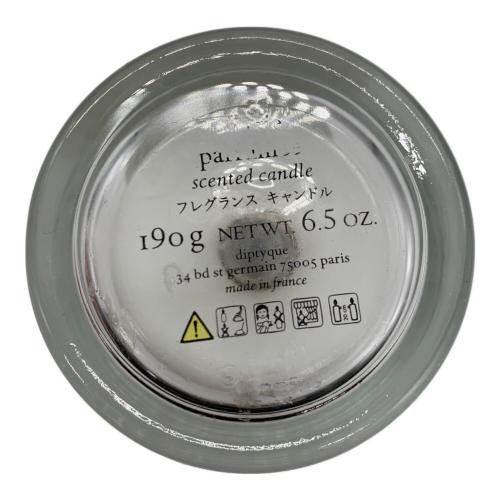 scented candle
フレグランス キャンドル
190 g NET WT. 6.5 oz.
diptyque
34 bd st germain 75005 paris
made in france